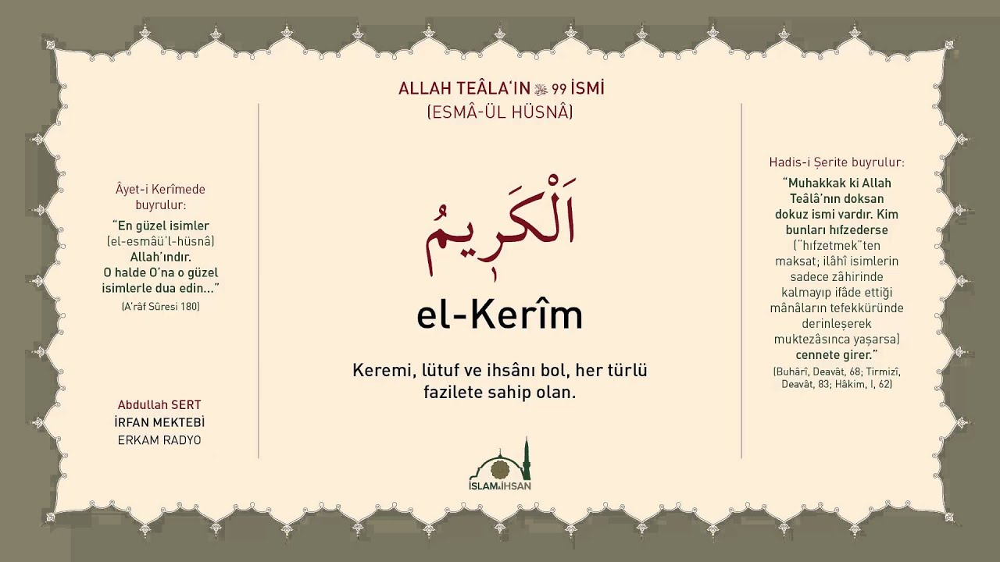 ALLAH TEÂLA'IN ﷻ 99 İSMİ
(ESMÂ-ÜL HÜSNÂ)
Âyet-i Kerîmede
buyrulur:
“En güzel isimler
(el-esmâü'l-hüsnâ)
Allah'ındır.
O halde O'na o güzel
isimlerle dua edin...”
(A'râf Sûresi 180)
Abdullah SERT
İRFAN MEKTEBİ
ERKAM RADYO
اَلْكَرٖيمُ
el-Kerîm
Keremi, lütuf ve ihsânı bol, her türlü
fazilete sahip olan.
İSLAM&İHSAN
Hadis-i Şerite buyrulur:
“Muhakkak ki Allah
Teâlâ'nın doksan
dokuz ismi vardır. Kim
bunları hıfzederse
(“hıfzetmek”ten
maksat; ilâhî isimlerin
sadece zâhirinde
kalmayıp ifâde ettiği
mânâların tefekküründe
derinleşerek
muktezâsınca yaşarsa)
cennete girer.”
(Buhârî, Deavât, 68; Tirmizî,
Deavât, 83; Hâkim, I, 62)